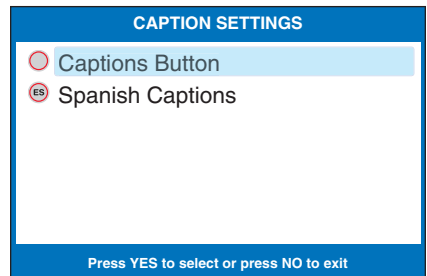 CAPTION SETTINGS
Captions Button
ES Spanish Captions
Press YES to select or press NO to exit